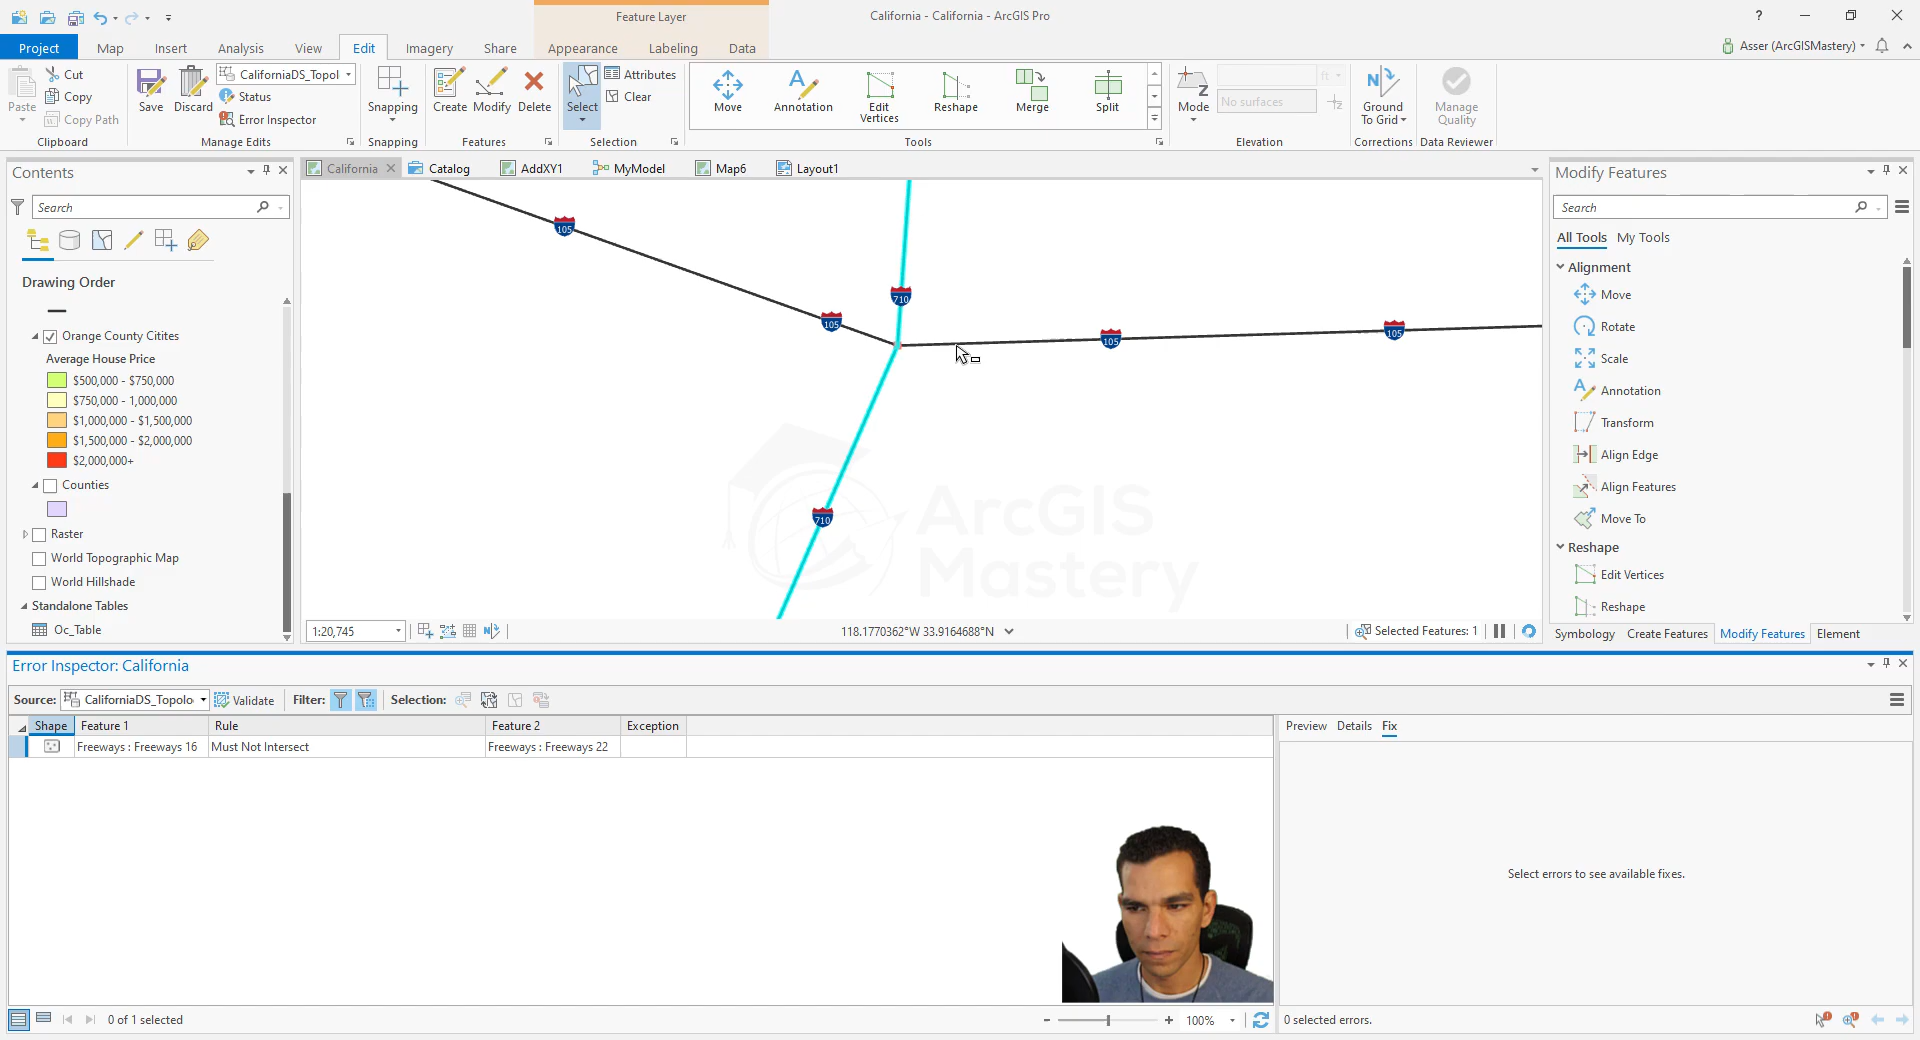 Feature Layer
California - California - ArcGIS Pro
?
Project
Map
Insert
Analysis
View
Edit
Imagery
Share
Appearance
Labeling
Data
Asser (ArcGISMastery)
Paste
Cut
Copy
Copy Path
Clipboard
Save
Discard
CaliforniaDS_Topol
Status
Error Inspector
Manage Edits
Snapping
Snapping
Create
Modify
Delete
Features
Select
Attributes
Clear
Selection
Move
Annotation
Edit
Vertices
Reshape
Merge
Split
Tools
Mode
ft
No surfaces
Elevation
Ground
To Grid
Corrections
Manage
Quality
Data Reviewer
Contents
Search
Drawing Order
Orange County Citites
Average House Price
$500,000 - $750,000
$750,000 - 1,000,000
$1,000,000 - $1,500,000
$1,500,000 - $2,000,000
$2,000,000+
Counties
Raster
World Topographic Map
World Hillshade
Standalone Tables
Oc_Table
California
Catalog
AddXY1
MyModel
Map6
Layout1
105
710
105
105
105
710
ArcGIS
Mastery
1:20,745
118.1770362°W 33.9164688°N
Selected Features: 1
Modify Features
Search
All Tools
My Tools
Alignment
Move
Rotate
Scale
Annotation
Transform
Align Edge
Align Features
Move To
Reshape
Edit Vertices
Reshape
Symbology
Create Features
Modify Features
Element
Error Inspector: California
Source:
CaliforniaDS_Topolo
Validate
Filter:
Selection:
Shape
Feature 1
Rule
Feature 2
Exception
Freeways : Freeways 16
Must Not Intersect
Freeways : Freeways 22
Preview
Details
Fix
Select errors to see available fixes.
0 of 1 selected
100%
0 selected errors.